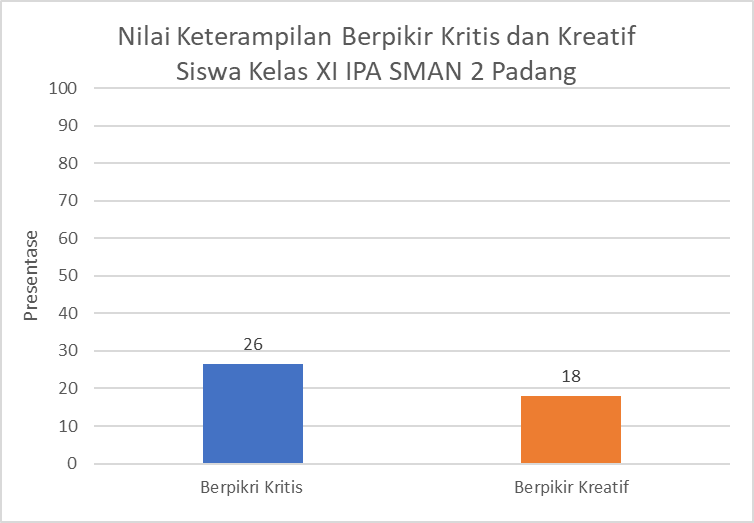 Nilai Keterampilan Berpikir Kritis dan Kreatif
Siswa Kelas XI IPA SMAN 2 Padang
Presentase
100
90
80
70
60
50
40
30
20
10
0
26
18
Berpikri Kritis
Berpikir Kreatif